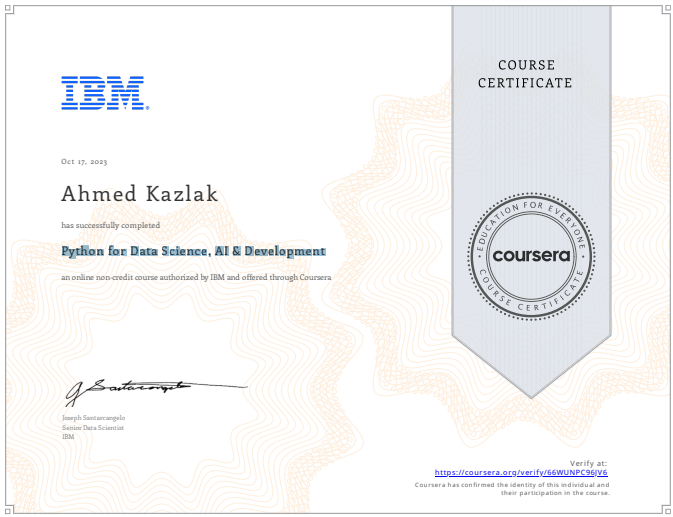 COURSE
CERTIFICATE
IBM®
Oct 17, 2023
Ahmed Kazlak
has successfully completed
Python for Data Science, AI & Development
an online non-credit course authorized by IBM and offered through Coursera
EDUCATION FOR EVERYONE
coursera
COURSE CERTIFICATE
Joseph Santarcangelo
Senior Data Scientist
IBM
Verify at:
https://coursera.org/verify/66WUNPC96JV6
Coursera has confirmed the identity of this individual and
their participation in the course.